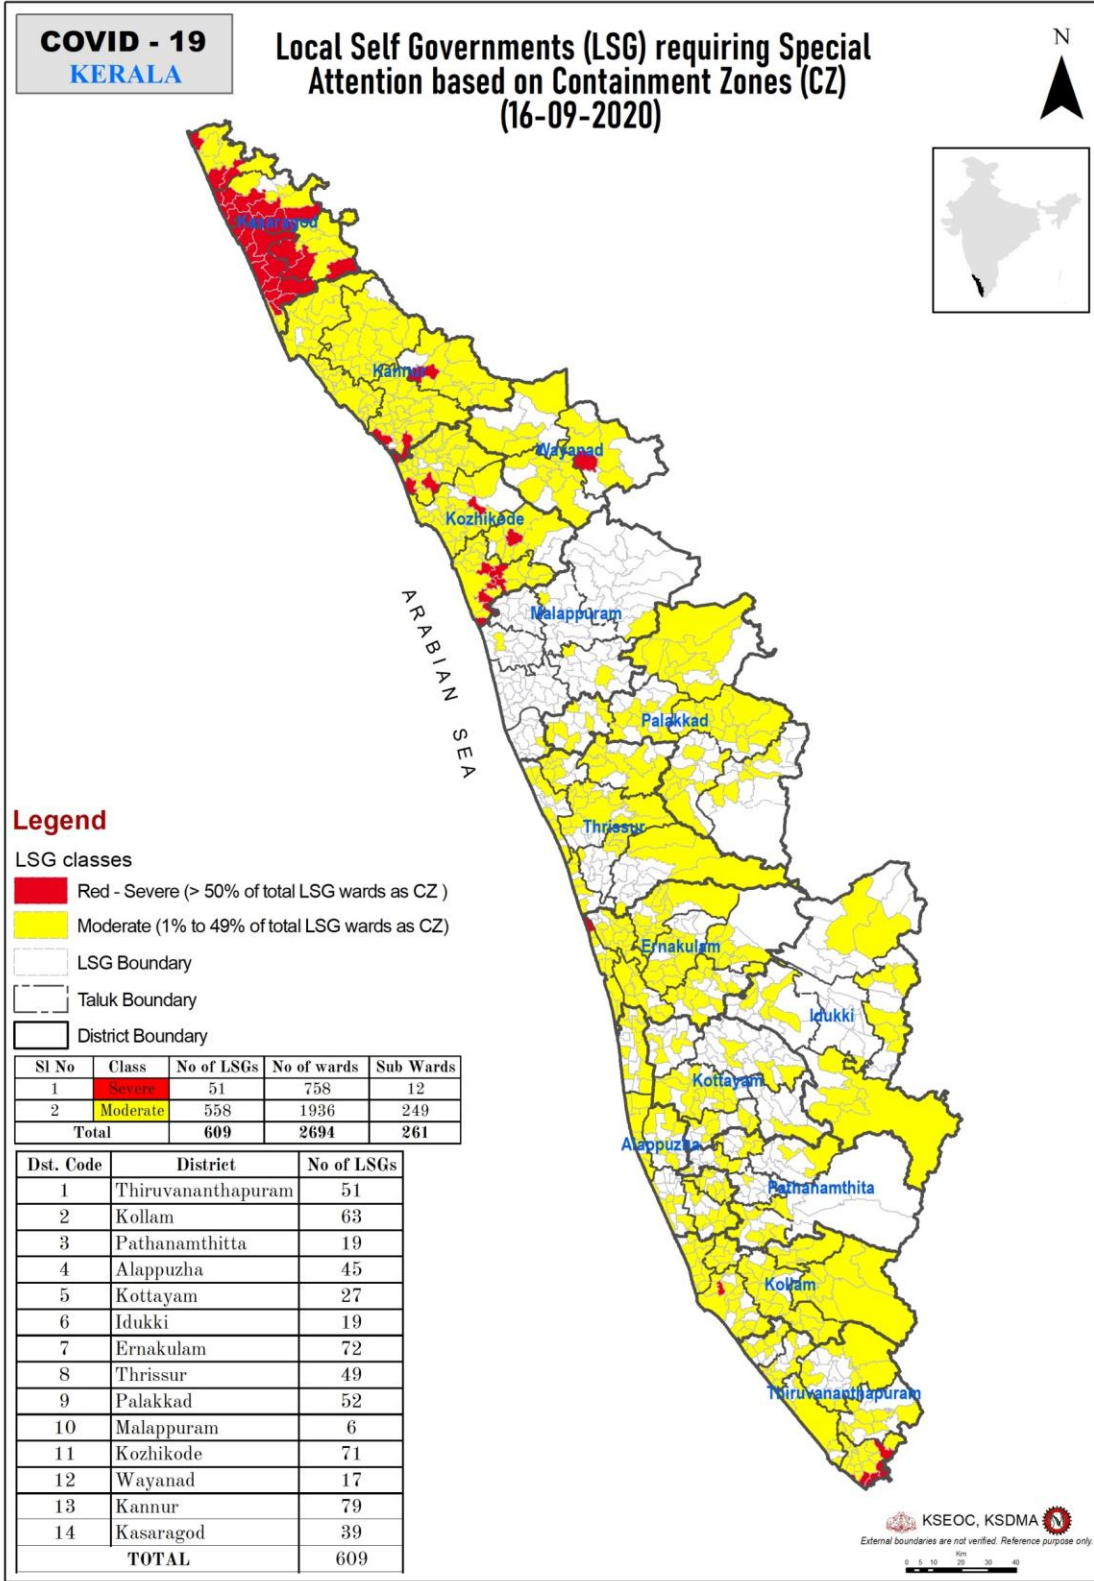 COVID - 19
KERALA
Local Self Governments (LSG) requiring Special
Attention based on Containment Zones (CZ)
(16-09-2020)
N
Kasaragod
Kannur
Wayanad
Kozhikode
Malappuram
ARABIAN SEA
Palakkad
Thrissur
Ernakulam
Idukki
Kottayam
Alappuzha
Pathanamthita
Kollam
Thiruvananthapuram
Legend
LSG classes
Red - Severe (> 50% of total LSG wards as CZ )
Moderate (1% to 49% of total LSG wards as CZ)
LSG Boundary
Taluk Boundary
District Boundary
Sl No Class No of LSGs No of wards Sub Wards
1 Severe 51 758 12
2 Moderate 558 1936 249
Total 609 2694 261
Dst. Code District No of LSGs
1 Thiruvananthapuram 51
2 Kollam 63
3 Pathanamthitta 19
4 Alappuzha 45
5 Kottayam 27
6 Idukki 19
7 Ernakulam 72
8 Thrissur 49
9 Palakkad 52
10 Malappuram 6
11 Kozhikode 71
12 Wayanad 17
13 Kannur 79
14 Kasaragod 39
TOTAL 609
KSEOC, KSDMA
External boundaries are not verified. Reference purpose only.
Km
0 5 10 20 30 40